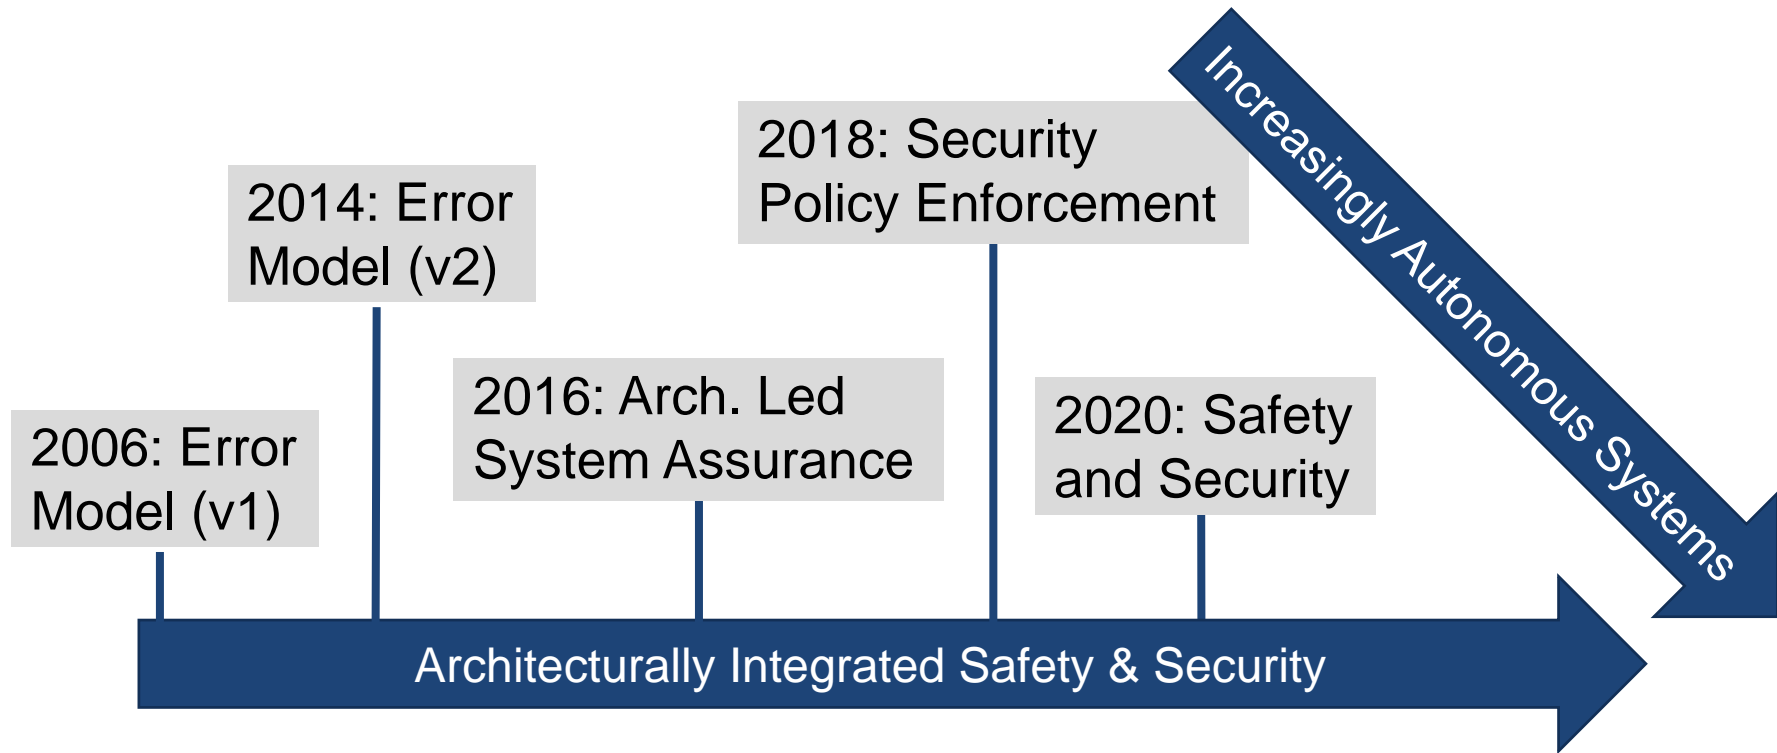 2006: Error
Model (v1)
2014: Error
Model (v2)
2016: Arch. Led
System Assurance
2018: Security
Policy Enforcement
2020: Safety
and Security
Increasingly Autonomous Systems
Architecturally Integrated Safety & Security